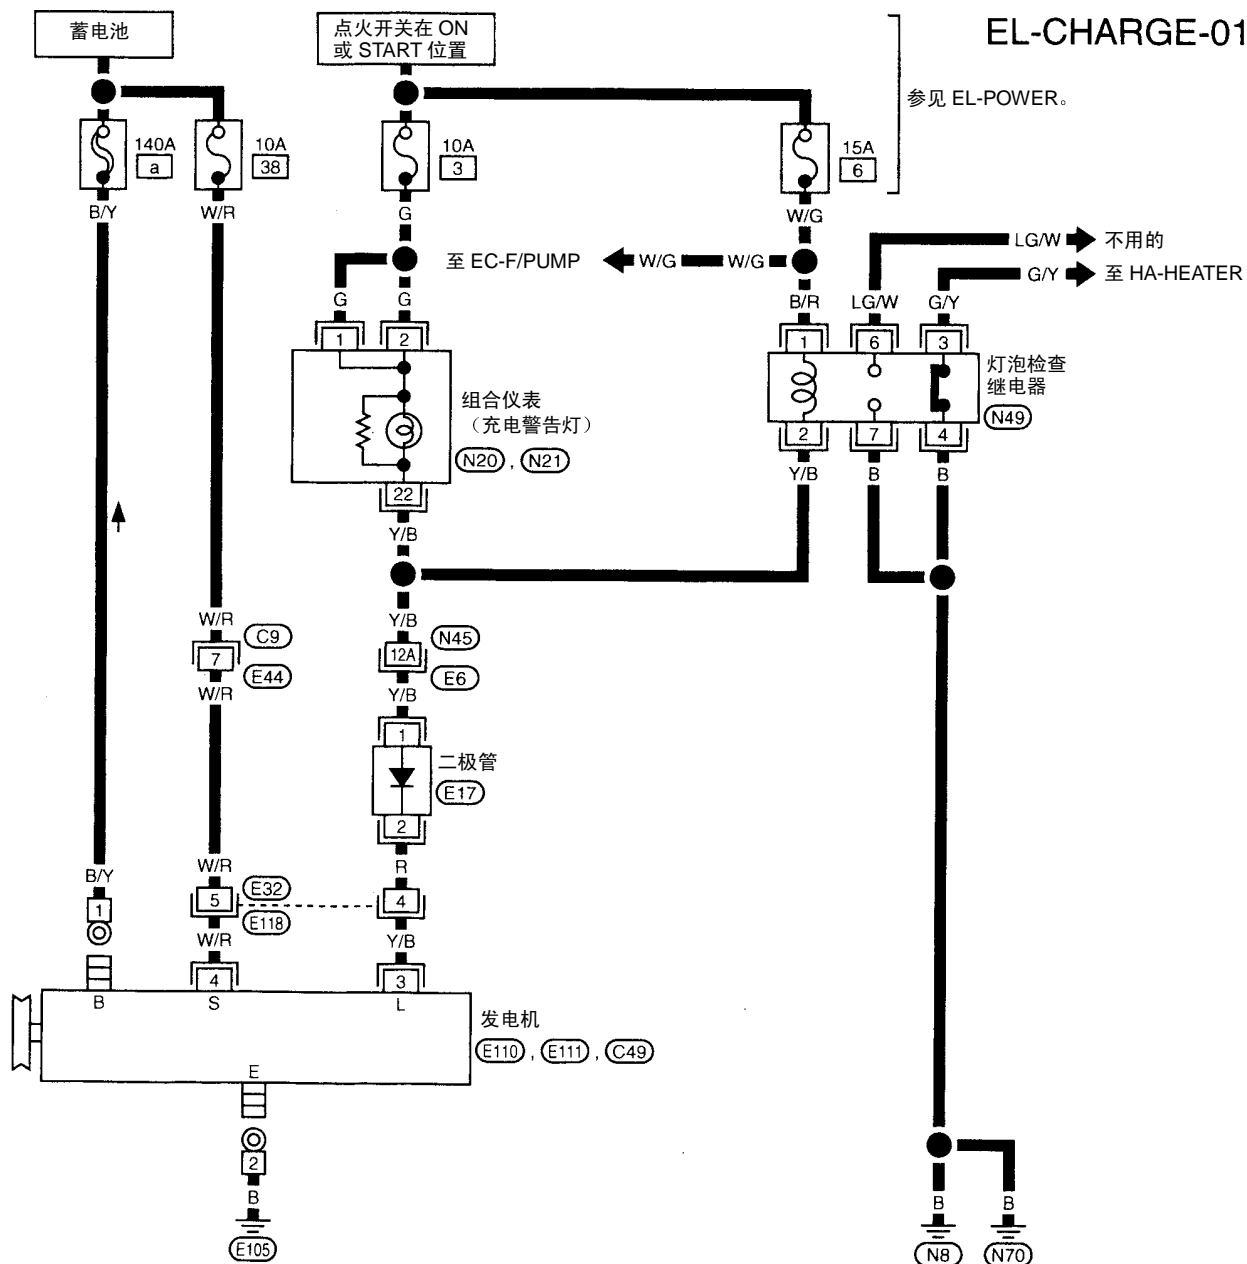 EL-CHARGE-01
蓄电池
点火开关在 ON
或 START 位置
参见 EL-POWER。
140A
a
10A
38
10A
3
15A
6
B/Y
W/R
G
W/G
LG/W
不用的
至 EC-F/PUMP
W/G
W/G
G/Y
至 HA-HEATER
G
G
B/R
LG/W
G/Y
1
2
1
6
3
灯泡检查
继电器
N49
组合仪表
（充电警告灯）
N20 , N21
2
7
4
22
Y/B
B
B
Y/B
W/R
Y/B
C9
N45
7
12A
E44
E6
W/R
Y/B
1
二极管
E17
2
B/Y
W/R
R
E32
1
5
4
E118
W/R
Y/B
4
3
B
S
L
发电机
E110 , E111 , C49
E
2
B
E105
B
B
N8
N70